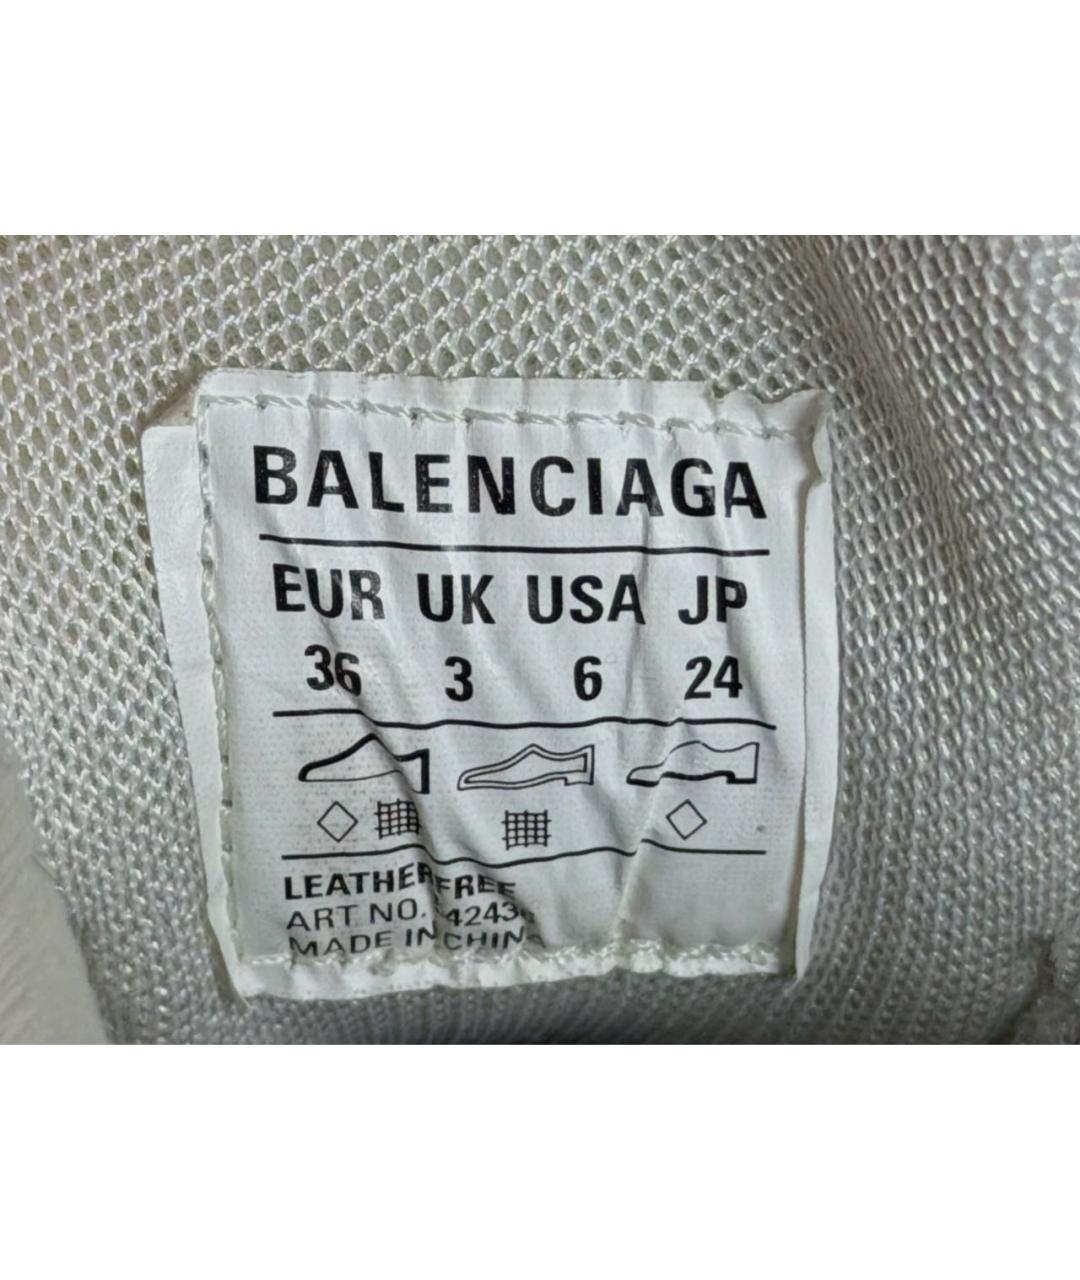 BALENCIAGA
EUR UK USA JP
36 3 6 24
LEATHER FREE
ART NO.
MADE IN CHINA